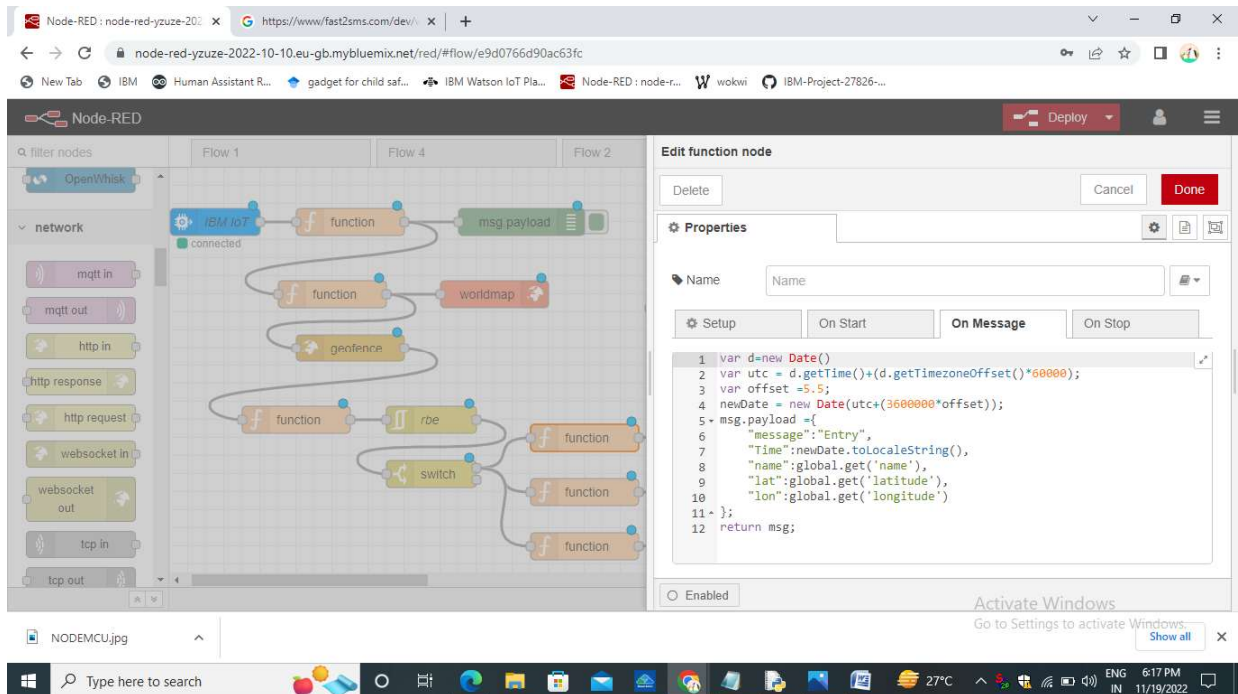 Node-RED : node-red-yzuze-202
https://www/fast2sms.com/dev/
node-red-yzuze-2022-10-10.eu-gb.mybluemix.net/red/#flow/e9d0766d90ac63fc
New Tab IBM Human Assistant R... gadget for child saf... IBM Watson IoT Pla... Node-RED : node-r... wokwi IBM-Project-27826-...
Node-RED
Deploy
filter nodes
Flow 1
Flow 4
Flow 2
OpenWhisk
network
mqtt in
mqtt out
http in
http response
http request
websocket in
websocket
out
tcp in
tcp out
IBM IoT
connected
function
msg.payload
function
worldmap
geofence
function
rbe
switch
function
function
function
Edit function node
Delete
Cancel
Done
Properties
Name
Name
Setup
On Start
On Message
On Stop
1 var d=new Date()
2 var utc = d.getTime()+(d.getTimezoneOffset()*60000);
3 var offset =5.5;
4 newDate = new Date(utc+(3600000*offset));
5 msg.payload ={
6 "message":"Entry",
7 "Time":newDate.toLocaleString(),
8 "name":global.get('name'),
9 "lat":global.get('latitude'),
10 "lon":global.get('longitude')
11 };
12 return msg;
Enabled
Activate Windows
Go to Settings to activate Windows.
NODEMCU.jpg
Show all
Type here to search
27°C
ENG
IN
6:17 PM
11/19/2022